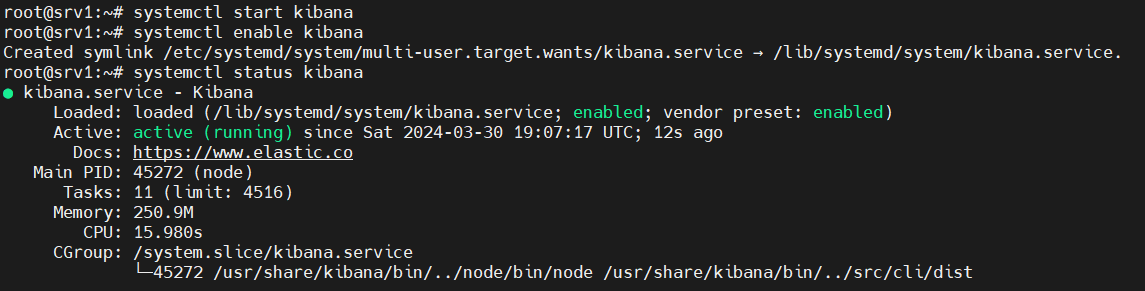 root@srv1:~# systemctl start kibana
root@srv1:~# systemctl enable kibana
Created symlink /etc/systemd/system/multi-user.target.wants/kibana.service → /lib/systemd/system/kibana.service.
root@srv1:~# systemctl status kibana
● kibana.service - Kibana
     Loaded: loaded (/lib/systemd/system/kibana.service; enabled; vendor preset: enabled)
     Active: active (running) since Sat 2024-03-30 19:07:17 UTC; 12s ago
       Docs: https://www.elastic.co
   Main PID: 45272 (node)
      Tasks: 11 (limit: 4516)
     Memory: 250.9M
        CPU: 15.980s
     CGroup: /system.slice/kibana.service
             └─45272 /usr/share/kibana/bin/../node/bin/node /usr/share/kibana/bin/../src/cli/dist